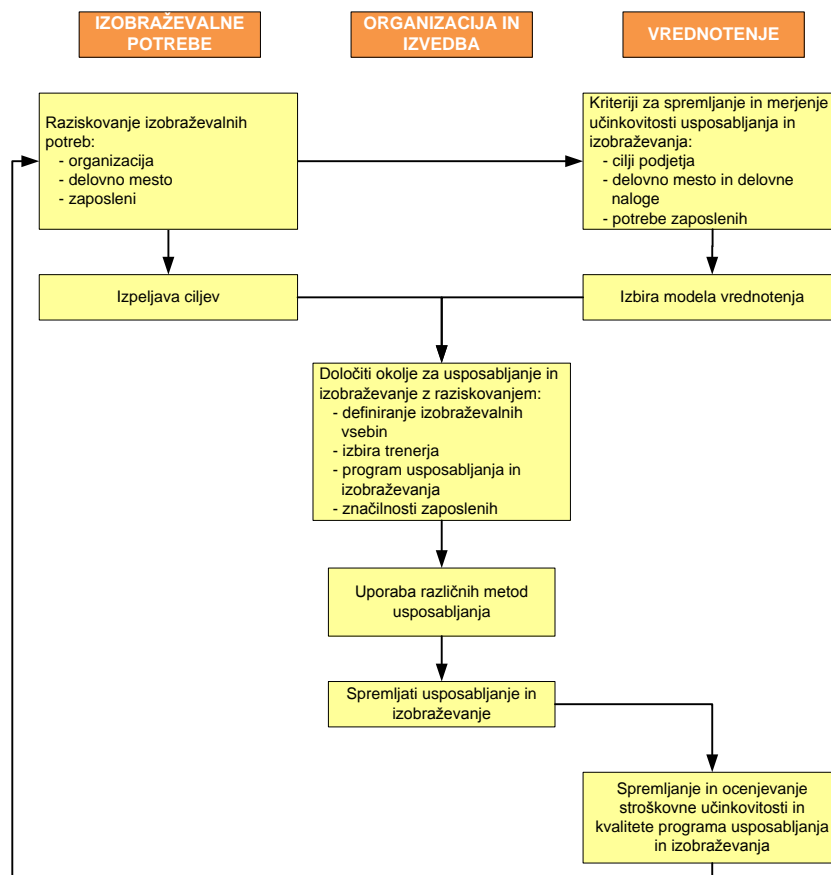 IZOBRAŽEVALNE
POTREBE
ORGANIZACIJA IN
IZVEDBA
VREDNOTENJE
Raziskovanje izobraževalnih
potreb:
- organizacija
- delovno mesto
- zaposleni
Kriteriji za spremljanje in merjenje
učinkovitosti usposabljanja in
izobraževanja:
- cilji podjetja
- delovno mesto in delovne
naloge
- potrebe zaposlenih
Izpeljava ciljev
Izbira modela vrednotenja
Določiti okolje za usposabljanje in
izobraževanje z raziskovanjem:
- definiranje izobraževalnih
vsebin
- izbira trenerja
- program usposabljanja in
izobraževanja
- značilnosti zaposlenih
Uporaba različnih metod
usposabljanja
Spremljati usposabljanje in
izobraževanje
Spremljanje in ocenjevanje
stroškovne učinkovitosti in
kvalitete programa usposabljanja
in izobraževanja